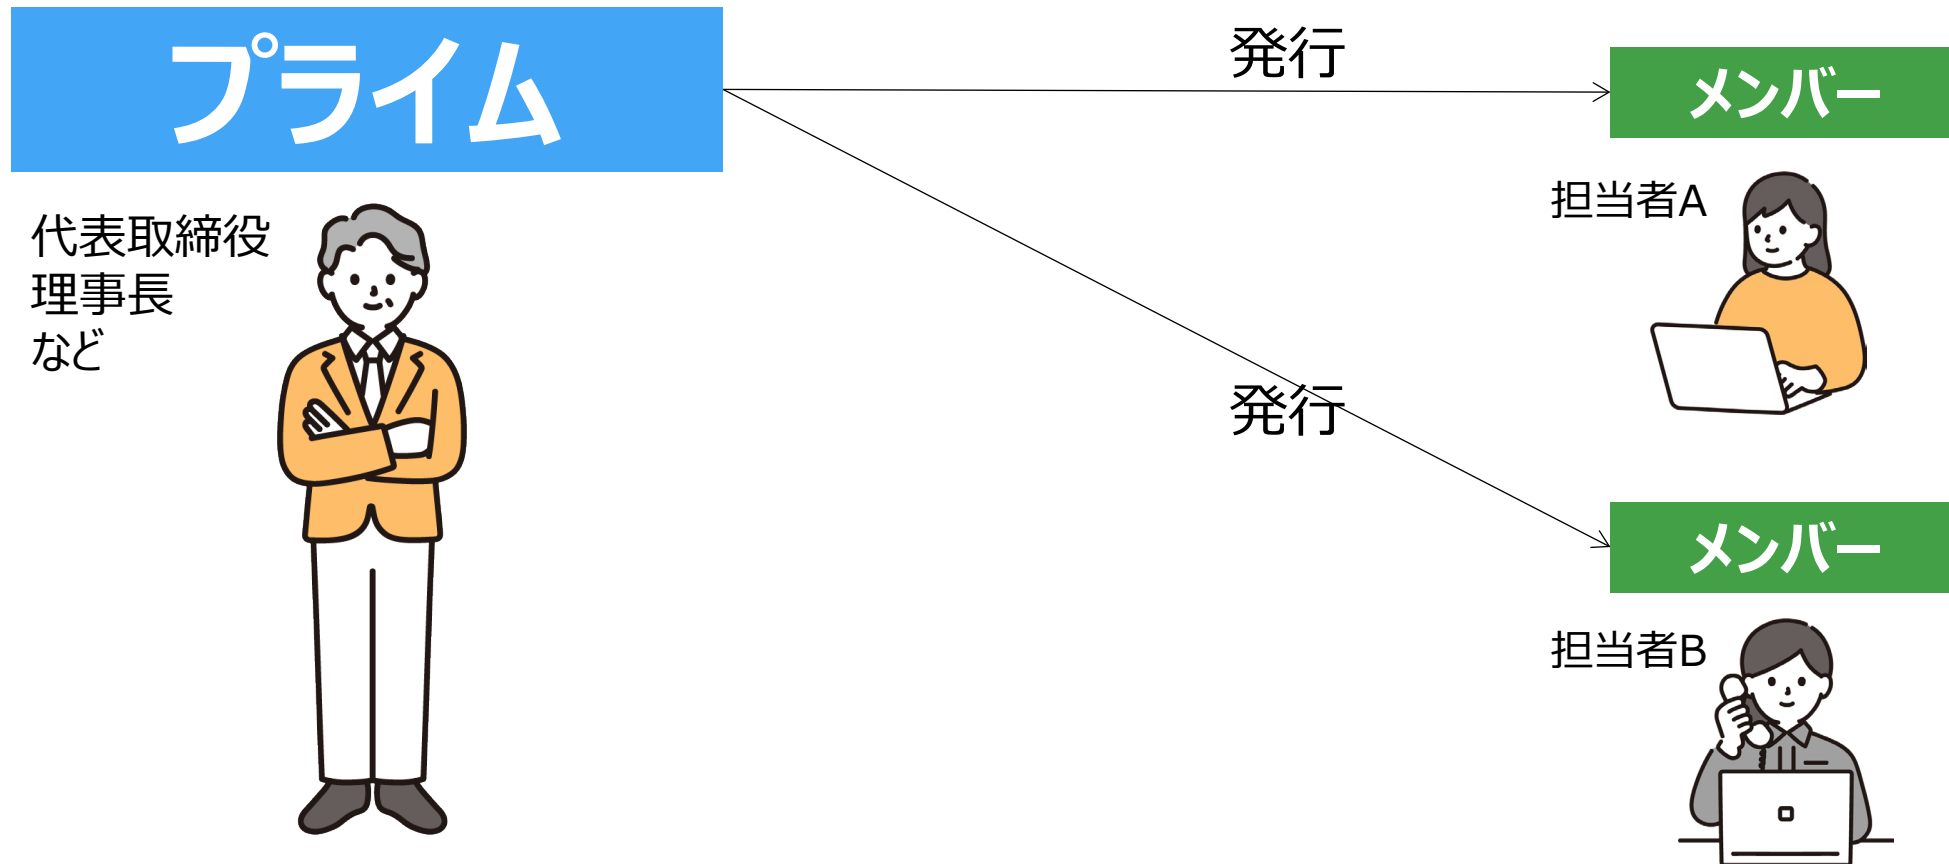 プライム
発行
メンバー
代表取締役
理事長
など
担当者A
発行
メンバー
担当者B